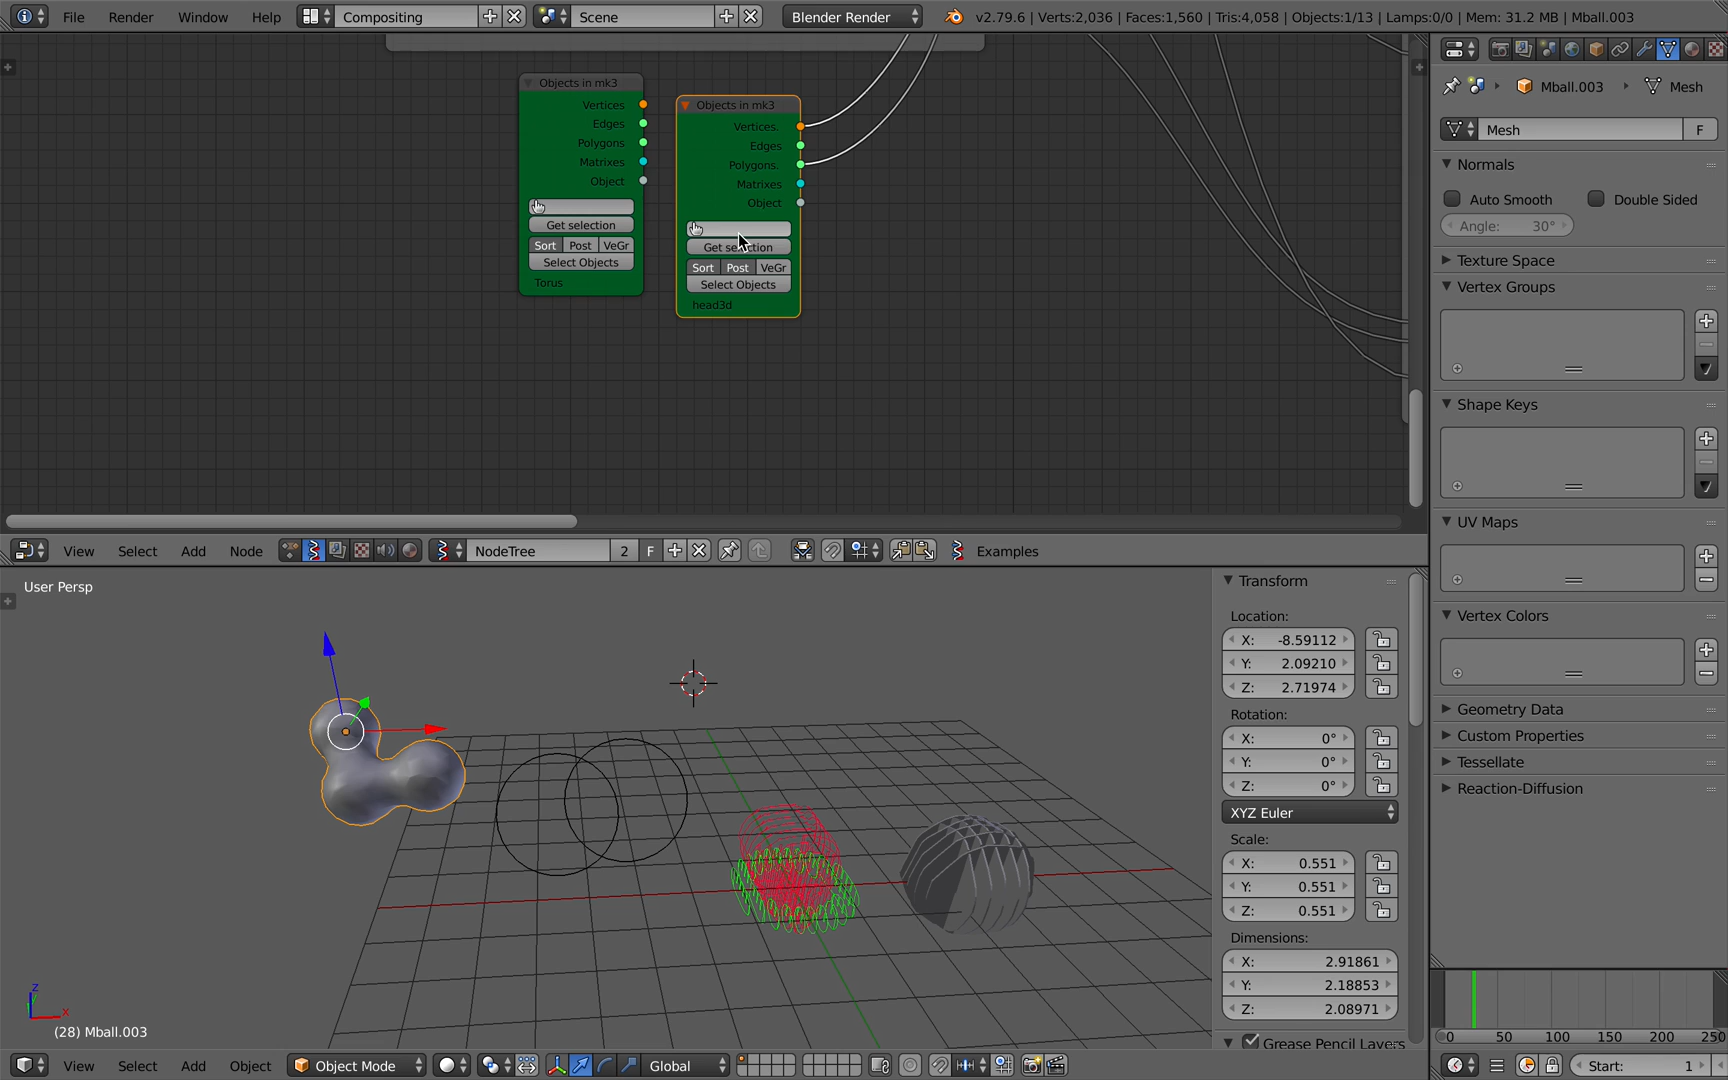 File Render Window Help Compositing Scene Blender Render v2.79.6 | Verts:2,036 | Faces:1,560 | Tris:4,058 | Objects:1/13 | Lamps:0/0 | Mem: 31.2 MB | Mball.003
Objects in mk3
Vertices
Edges
Polygons
Matrixes
Object
Get selection
Sort Post VeGr
Select Objects
Torus
Objects in mk3
Vertices.
Edges
Polygons.
Matrixes
Object
Get selection
Sort Post VeGr
Select Objects
head3d
Mball.003 Mesh
Mesh F
Normals
Auto Smooth Double Sided
Angle: 30°
Texture Space
Vertex Groups
Shape Keys
UV Maps
Vertex Colors
Geometry Data
Custom Properties
Tessellate
Reaction-Diffusion
View Select Add Node NodeTree 2 F Examples
User Persp
Transform
Location:
X: -8.59112
Y: 2.09210
Z: 2.71974
Rotation:
X: 0°
Y: 0°
Z: 0°
XYZ Euler
Scale:
X: 0.551
Y: 0.551
Z: 0.551
Dimensions:
X: 2.91861
Y: 2.18853
Z: 2.08971
Grease Pencil Layers
z
y
x
(28) Mball.003
0 50 100 150 200 250
View Select Add Object Object Mode Global
Start: 1